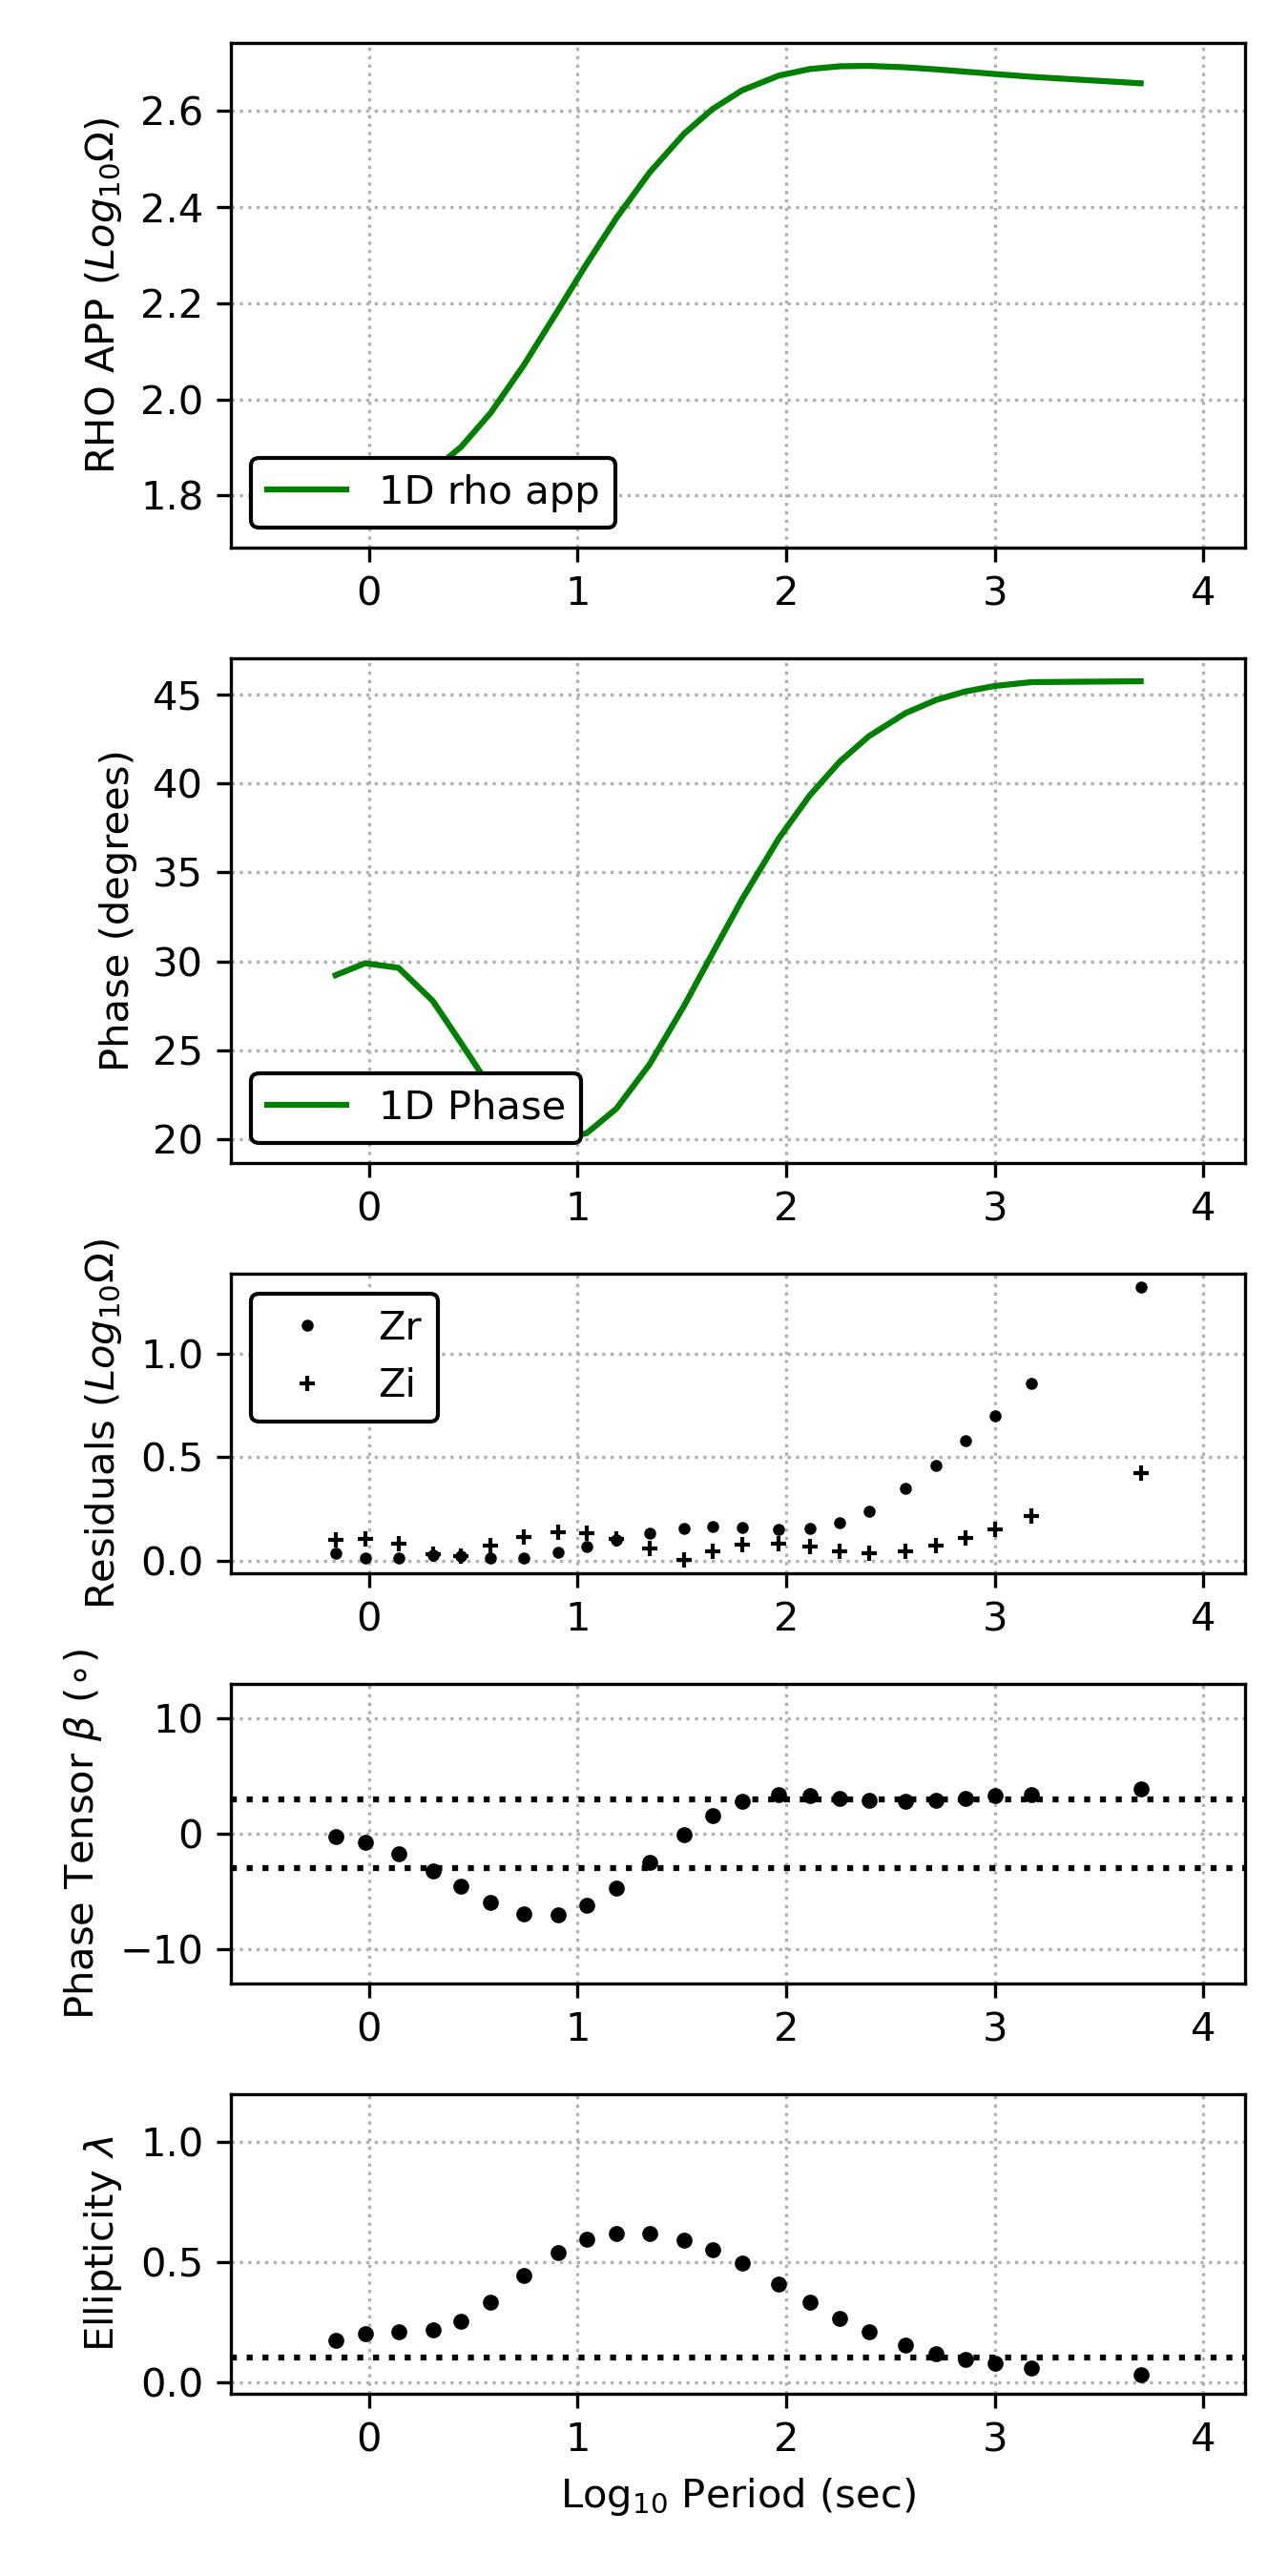 RHO APP (Log₁₀Ω)
2.6
2.4
2.2
2.0
1.8
1D rho app
0 1 2 3 4
Phase (degrees)
45
40
35
30
25
20
1D Phase
0 1 2 3 4
Residuals (Log₁₀Ω)
1.0
0.5
0.0
Zr
Zi
0 1 2 3 4
Phase Tensor β (∘)
10
0
−10
0 1 2 3 4
Ellipticity λ
1.0
0.5
0.0
0 1 2 3 4
Log₁₀ Period (sec)